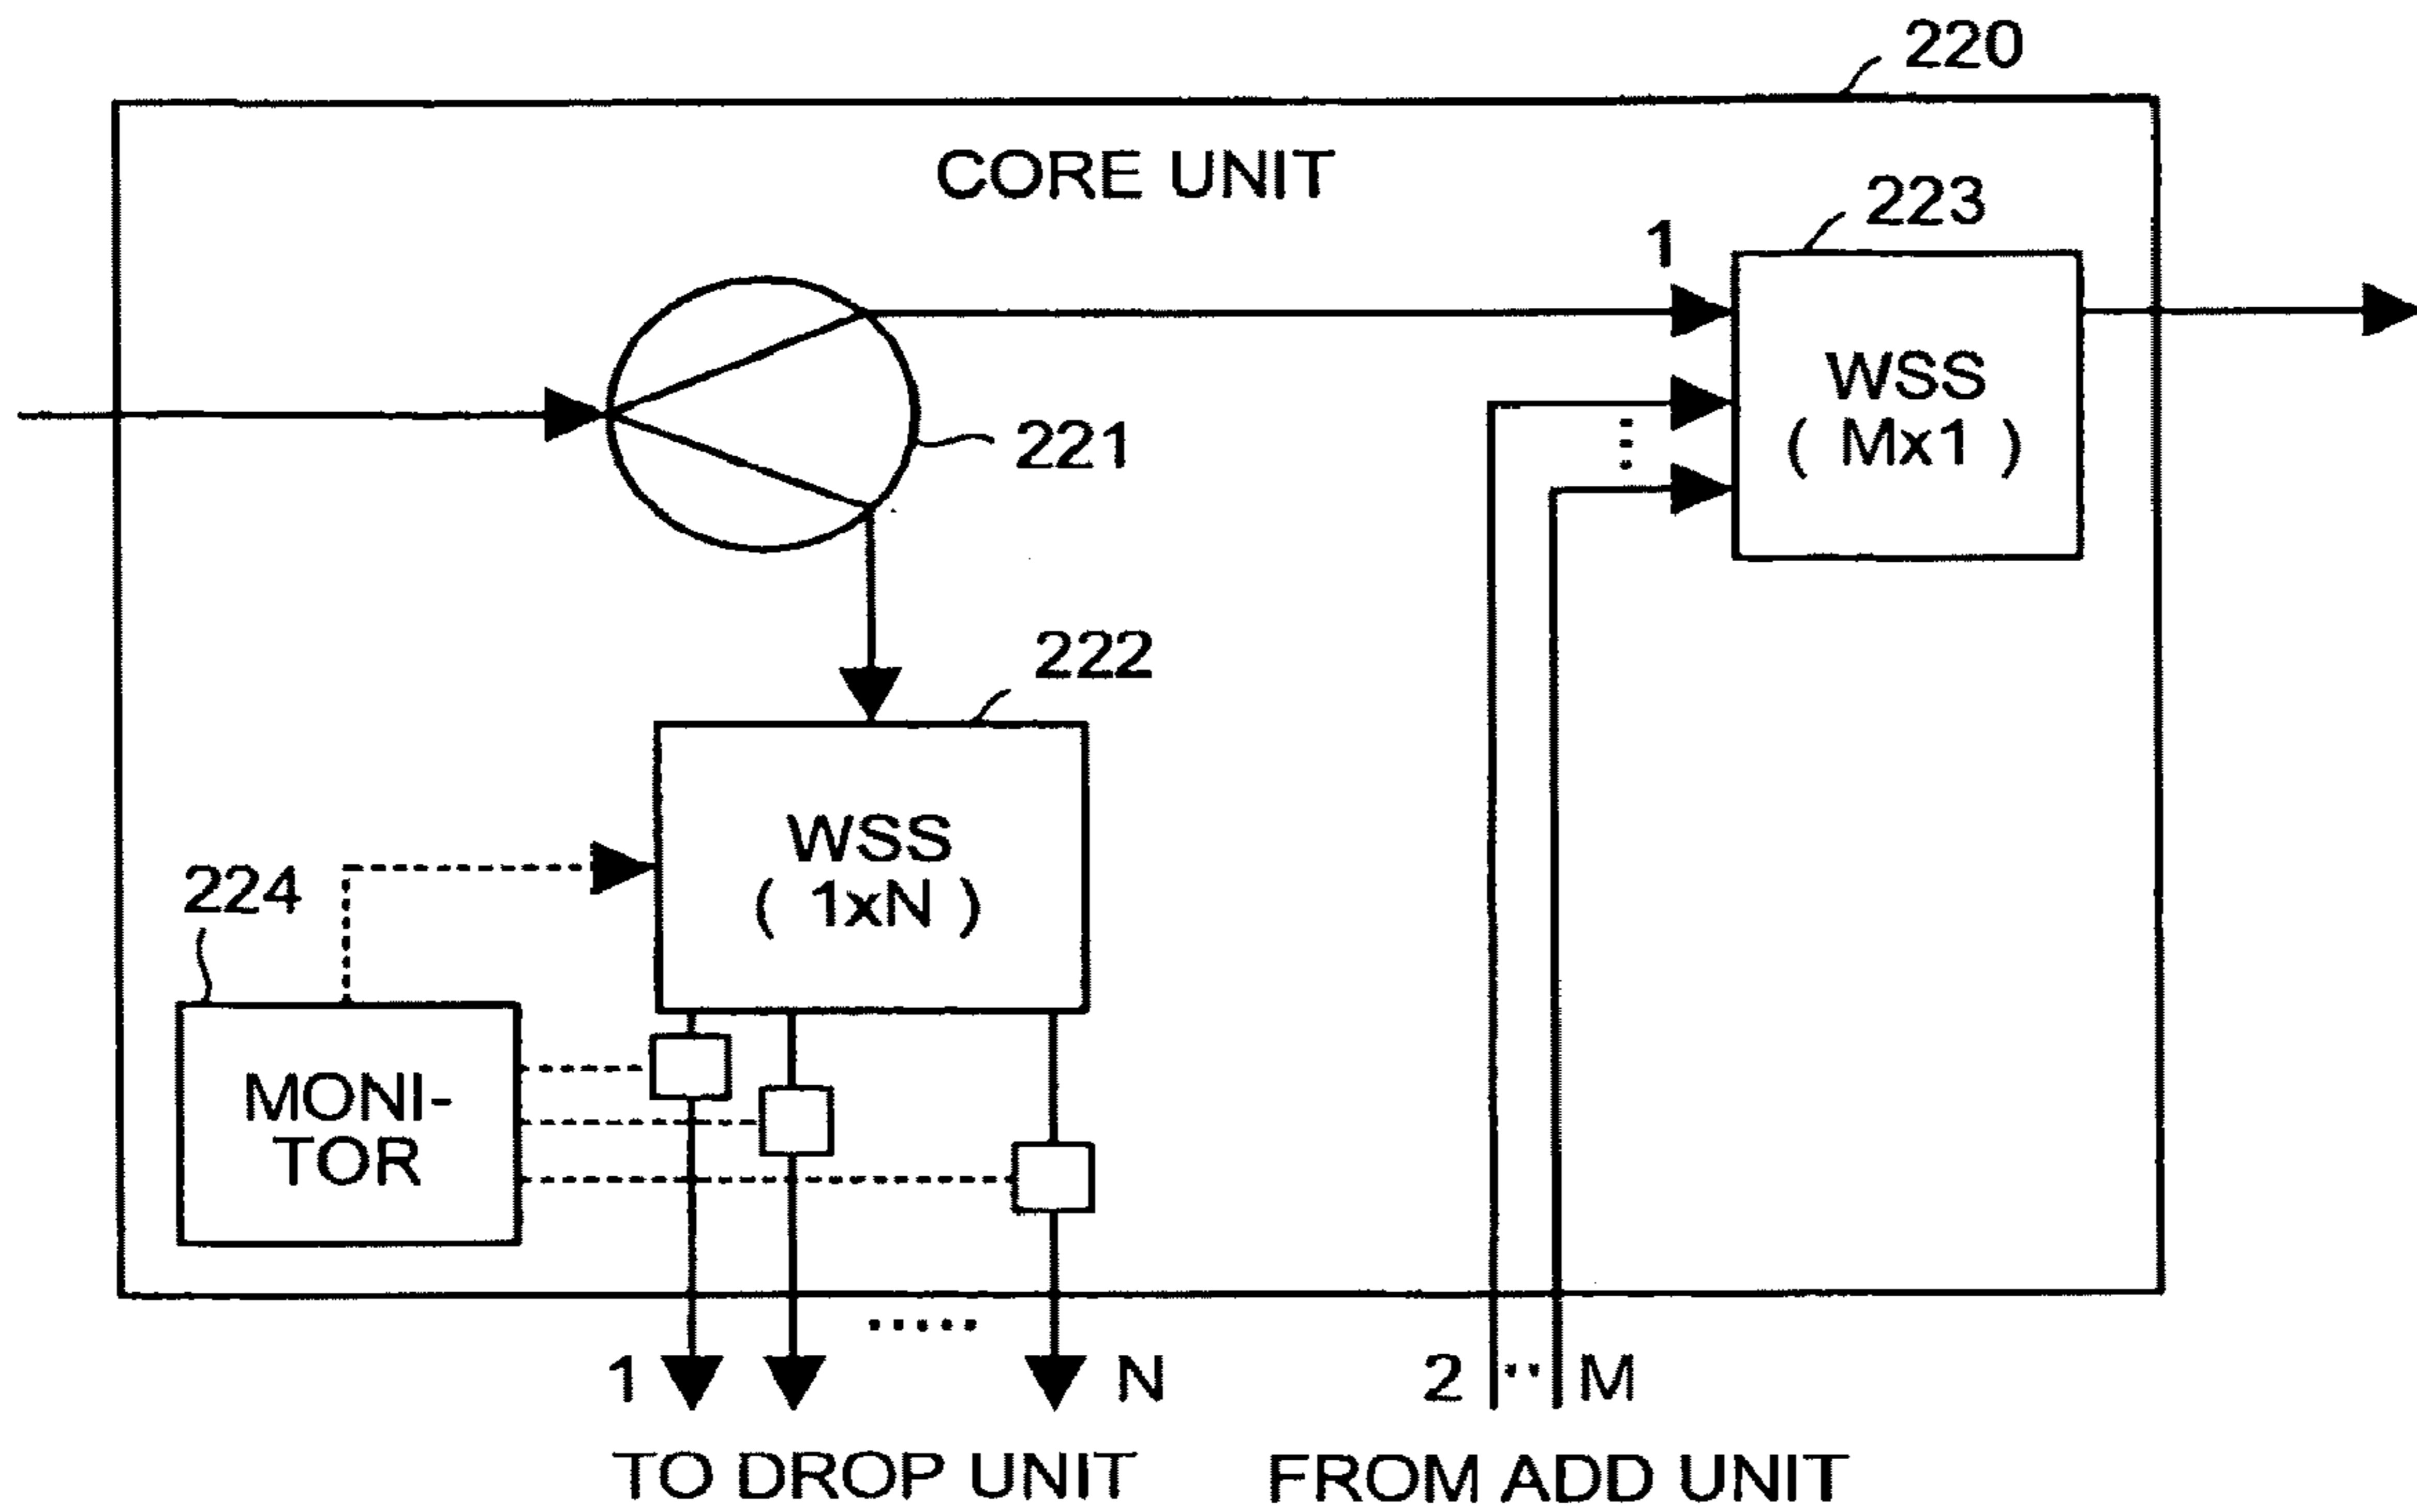 220
CORE UNIT
223
1
WSS
( Mx1 )
221
222
WSS
( 1xN )
224
MONI-
TOR
1
N
2
M
TO DROP UNIT
FROM ADD UNIT